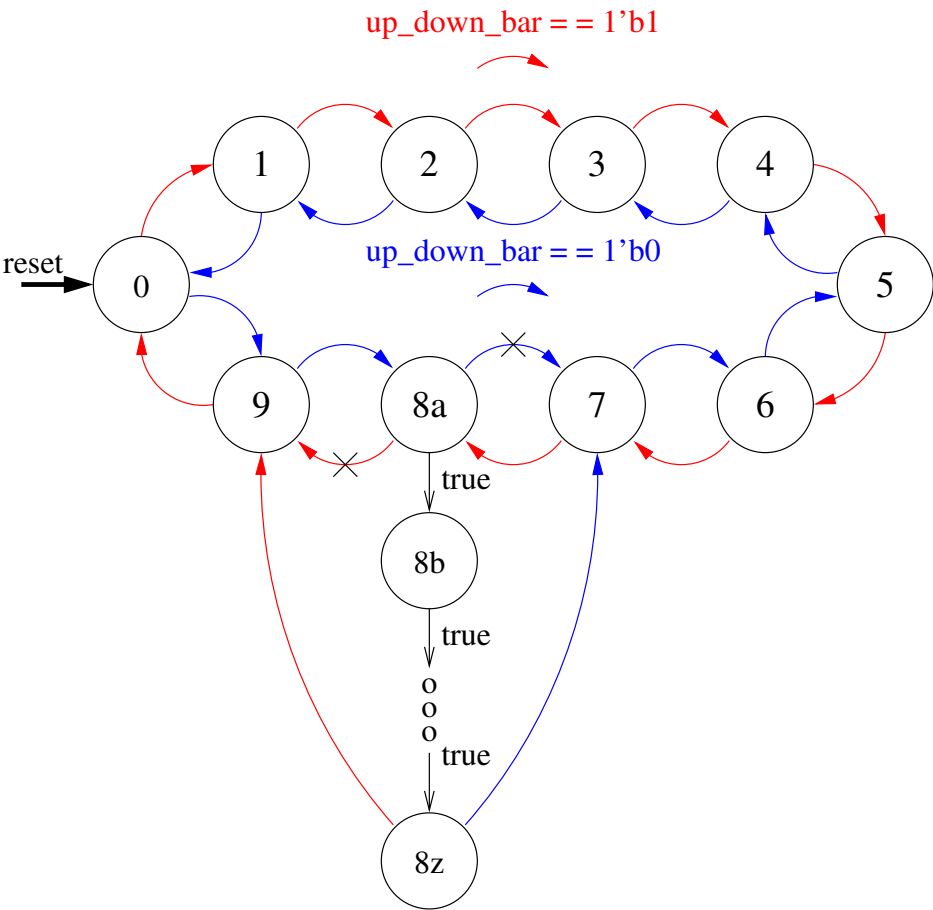 up_down_bar = = 1'b1
1
2
3
4
up_down_bar = = 1'b0
reset
0
5
9
8a
7
6
true
8b
true
o
o
o
true
8z